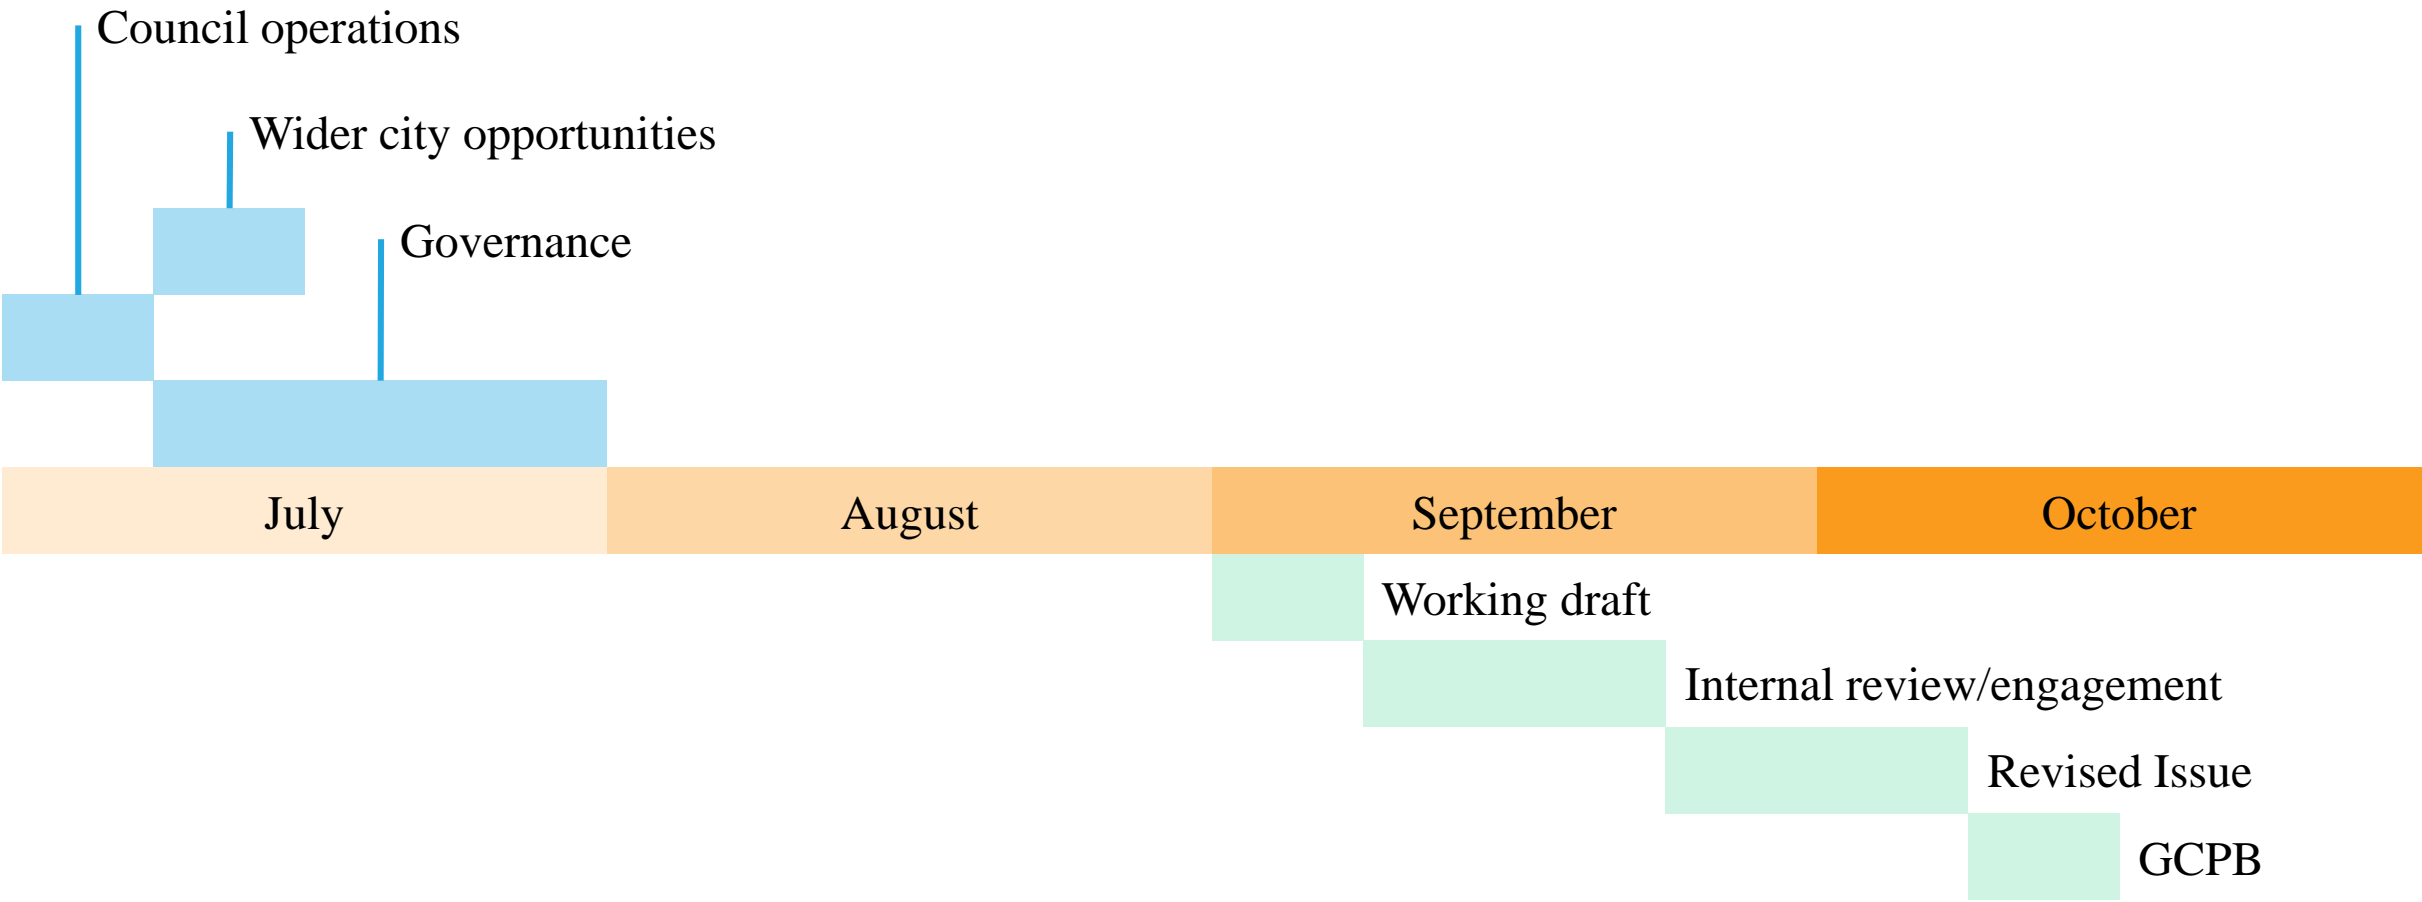 Council operations
Wider city opportunities
Governance
July
August
September
October
Working draft
Internal review/engagement
Revised Issue
GCPB